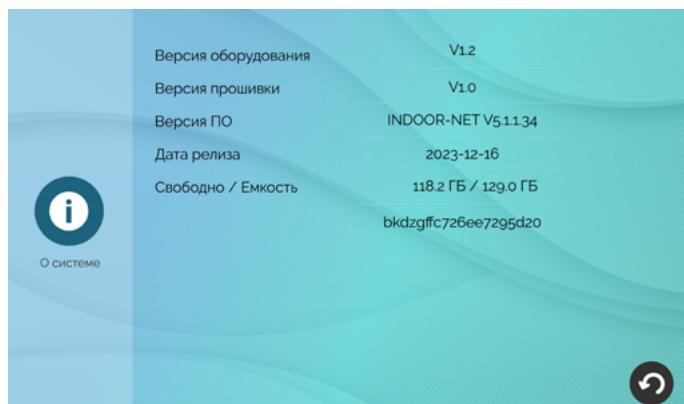 Версия оборудования V1.2
Версия прошивки V1.0
Версия ПО INDOOR-NET V5.1.1.34
Дата релиза 2023-12-16
Свободно / Емкость 118.2 ГБ / 129.0 ГБ
bkdzgffc726ee7295d20
О системе